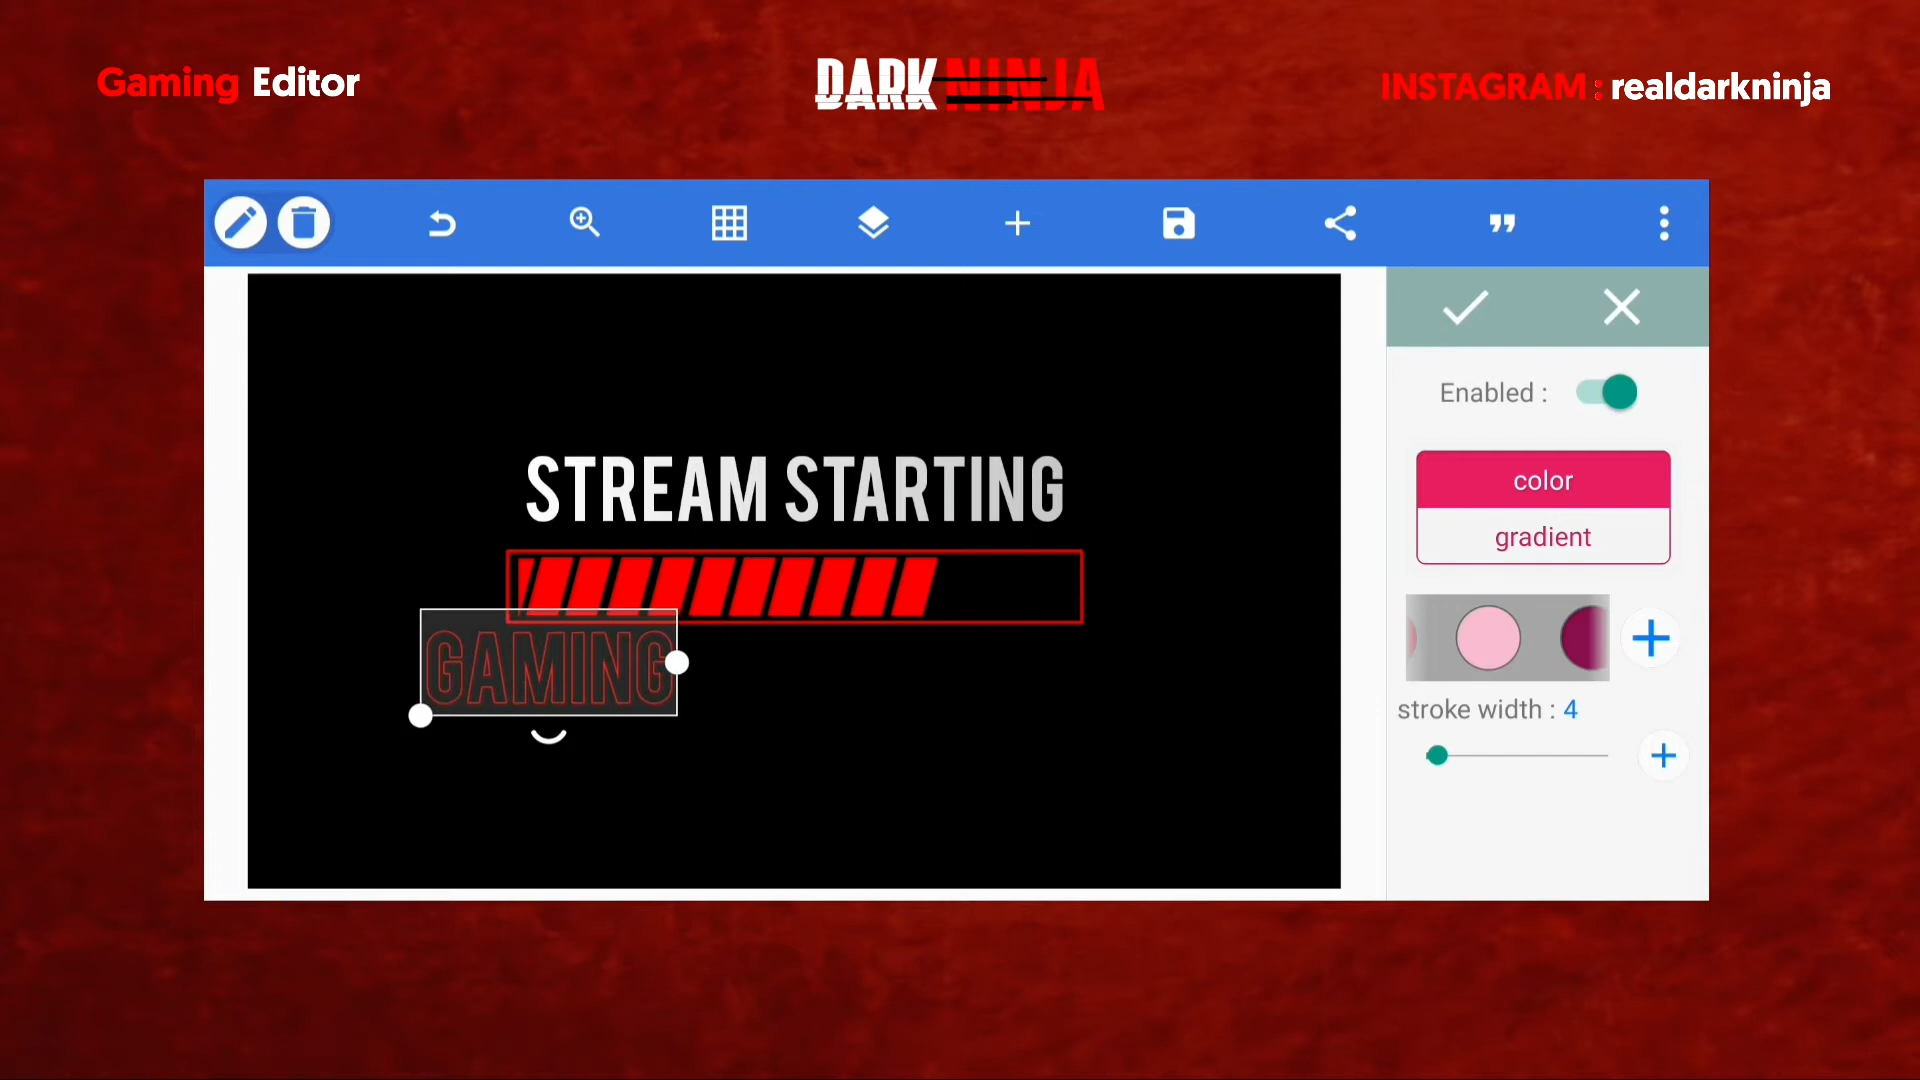 Gaming Editor
DARK NINJA
INSTAGRAM : realdarkninja
Enabled :
color
gradient
STREAM STARTING
GAMING
stroke width : 4